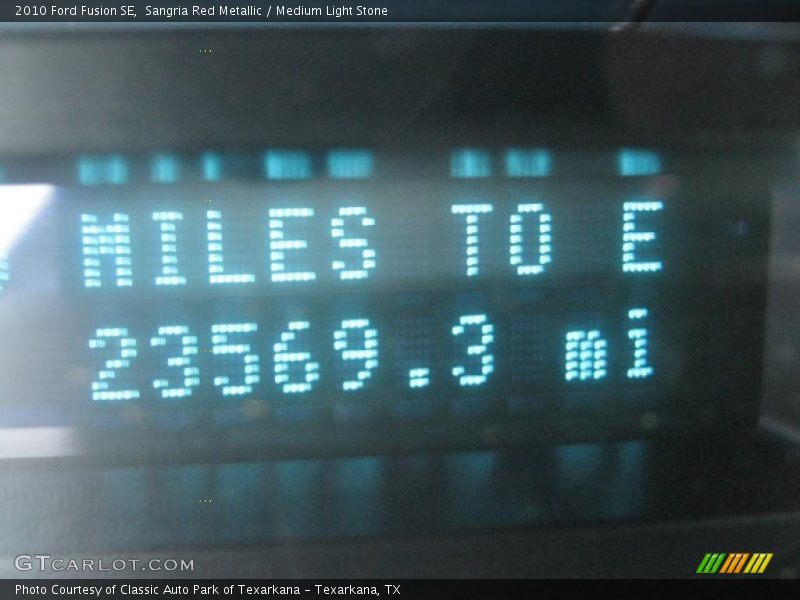 2010 Ford Fusion SE,  Sangria Red Metallic / Medium Light Stone
MILES TO E
23569.3 mi
GTCARLOT.COM
Photo Courtesy of Classic Auto Park of Texarkana - Texarkana, TX